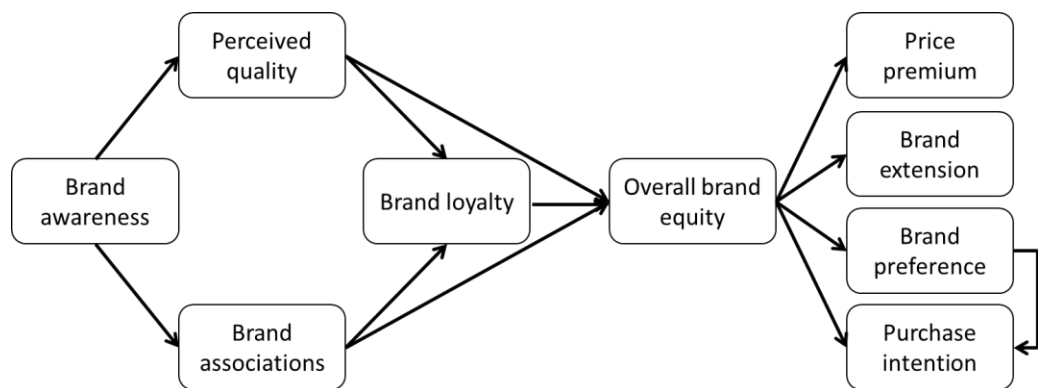 Perceived
quality
Brand
awareness
Brand
associations
Brand loyalty
Overall brand
equity
Price
premium
Brand
extension
Brand
preference
Purchase
intention